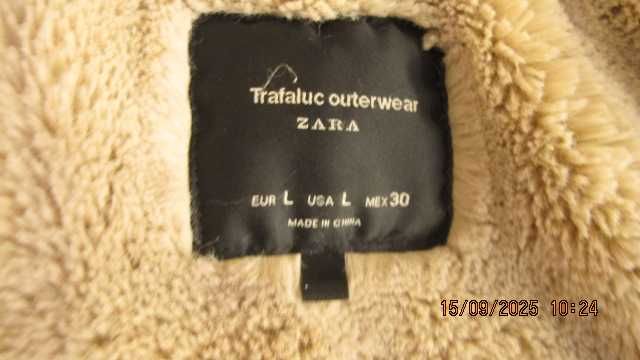 Trafaluc outerwear
ZARA
EUR L USA L MEX 30
MADE IN CHINA
15/09/2025 10:24